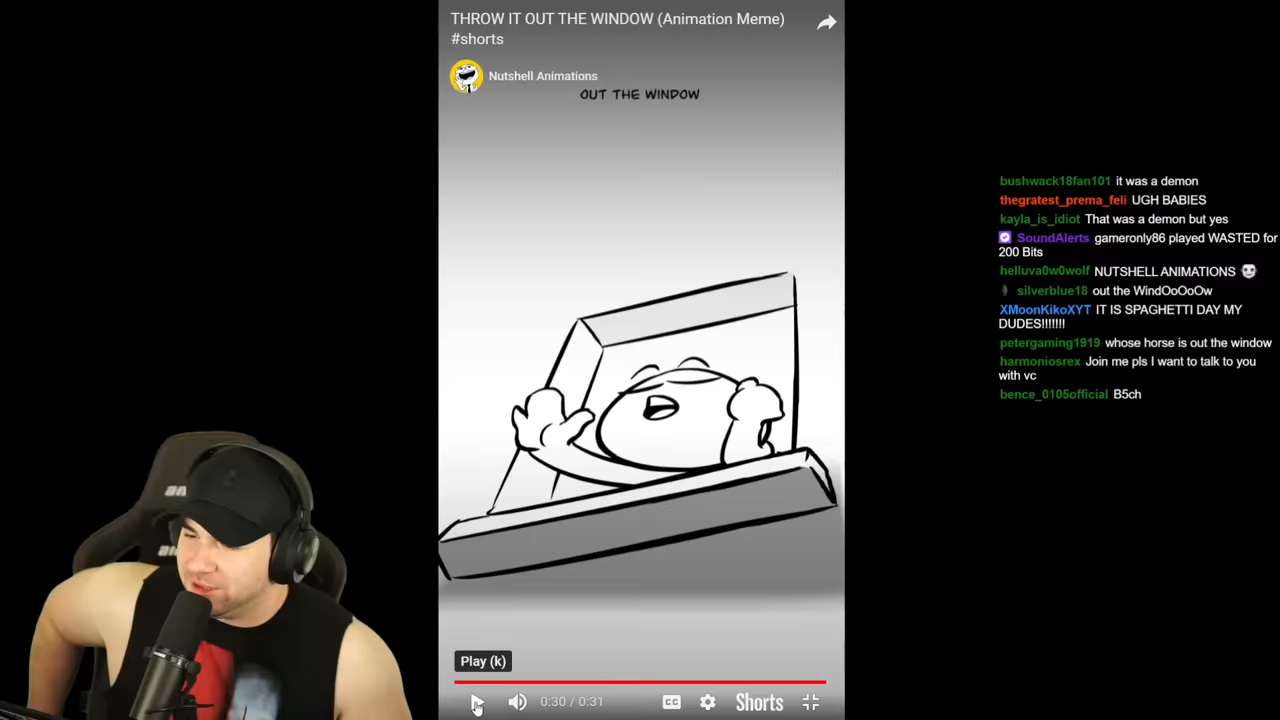 THROW IT OUT THE WINDOW (Animation Meme)
#shorts
Nutshell Animations
OUT THE WINDOW
bushwack18fan101 it was a demon
thegratest_prema_feli UGH BABIES
kayla_is_idiot That was a demon but yes
SoundAlerts gameronly86 played WASTED for
200 Bits
helluva0w0wolf NUTSHELL ANIMATIONS
silverblue18 out the WindOoOoOw
XMoonKikoXYT IT IS SPAGHETTI DAY MY
DUDES!!!!!!!
petergaming1919 whose horse is out the window
harmoniosrex Join me pls I want to talk to you
with vc
bence_0105official B5ch
Play (k)
0:30 / 0:31
CC
Shorts